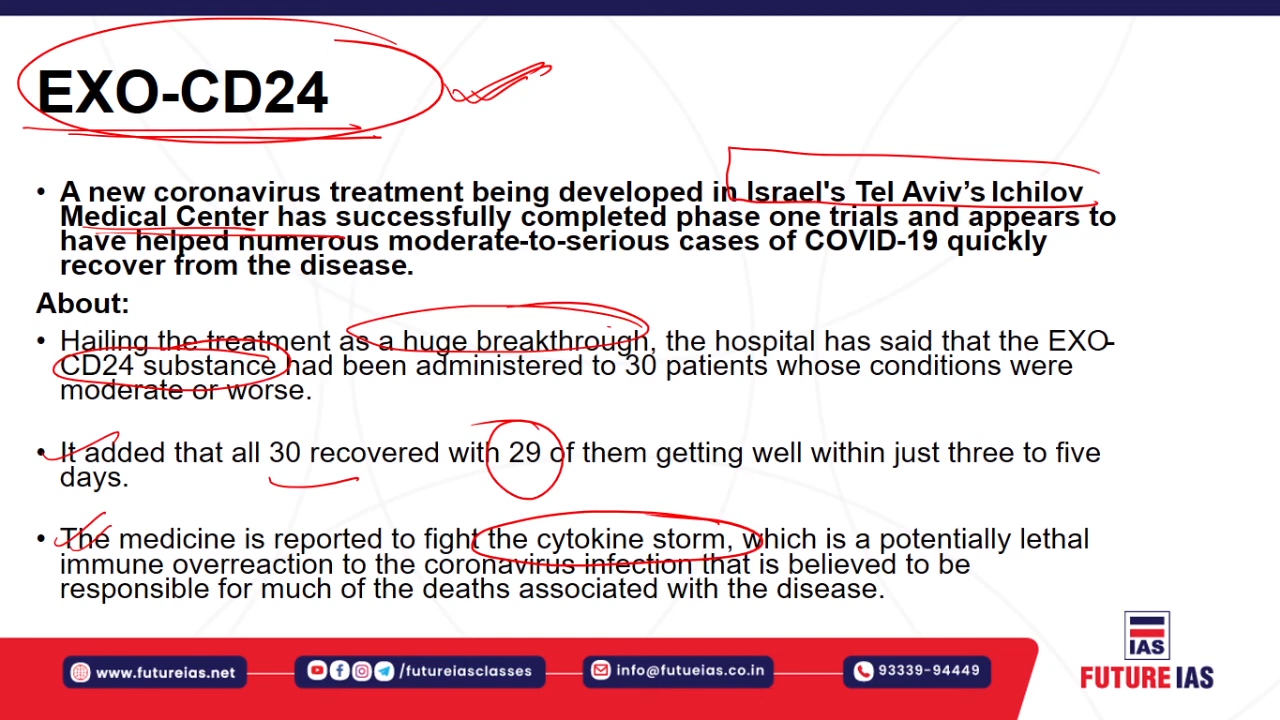 EXO-CD24
• A new coronavirus treatment being developed in Israel's Tel Aviv's Ichilov
Medical Center has successfully completed phase one trials and appears to
have helped numerous moderate-to-serious cases of COVID-19 quickly
recover from the disease.
About:
• Hailing the treatment as a huge breakthrough, the hospital has said that the EXO-
CD24 substance had been administered to 30 patients whose conditions were
moderate or worse.
• It added that all 30 recovered with 29 of them getting well within just three to five
days.
• The medicine is reported to fight the cytokine storm, which is a potentially lethal
immune overreaction to the coronavirus infection that is believed to be
responsible for much of the deaths associated with the disease.
www.futureias.net
/futureiasclasses
info@futueias.co.in
93339-94449
IAS
FUTURE IAS